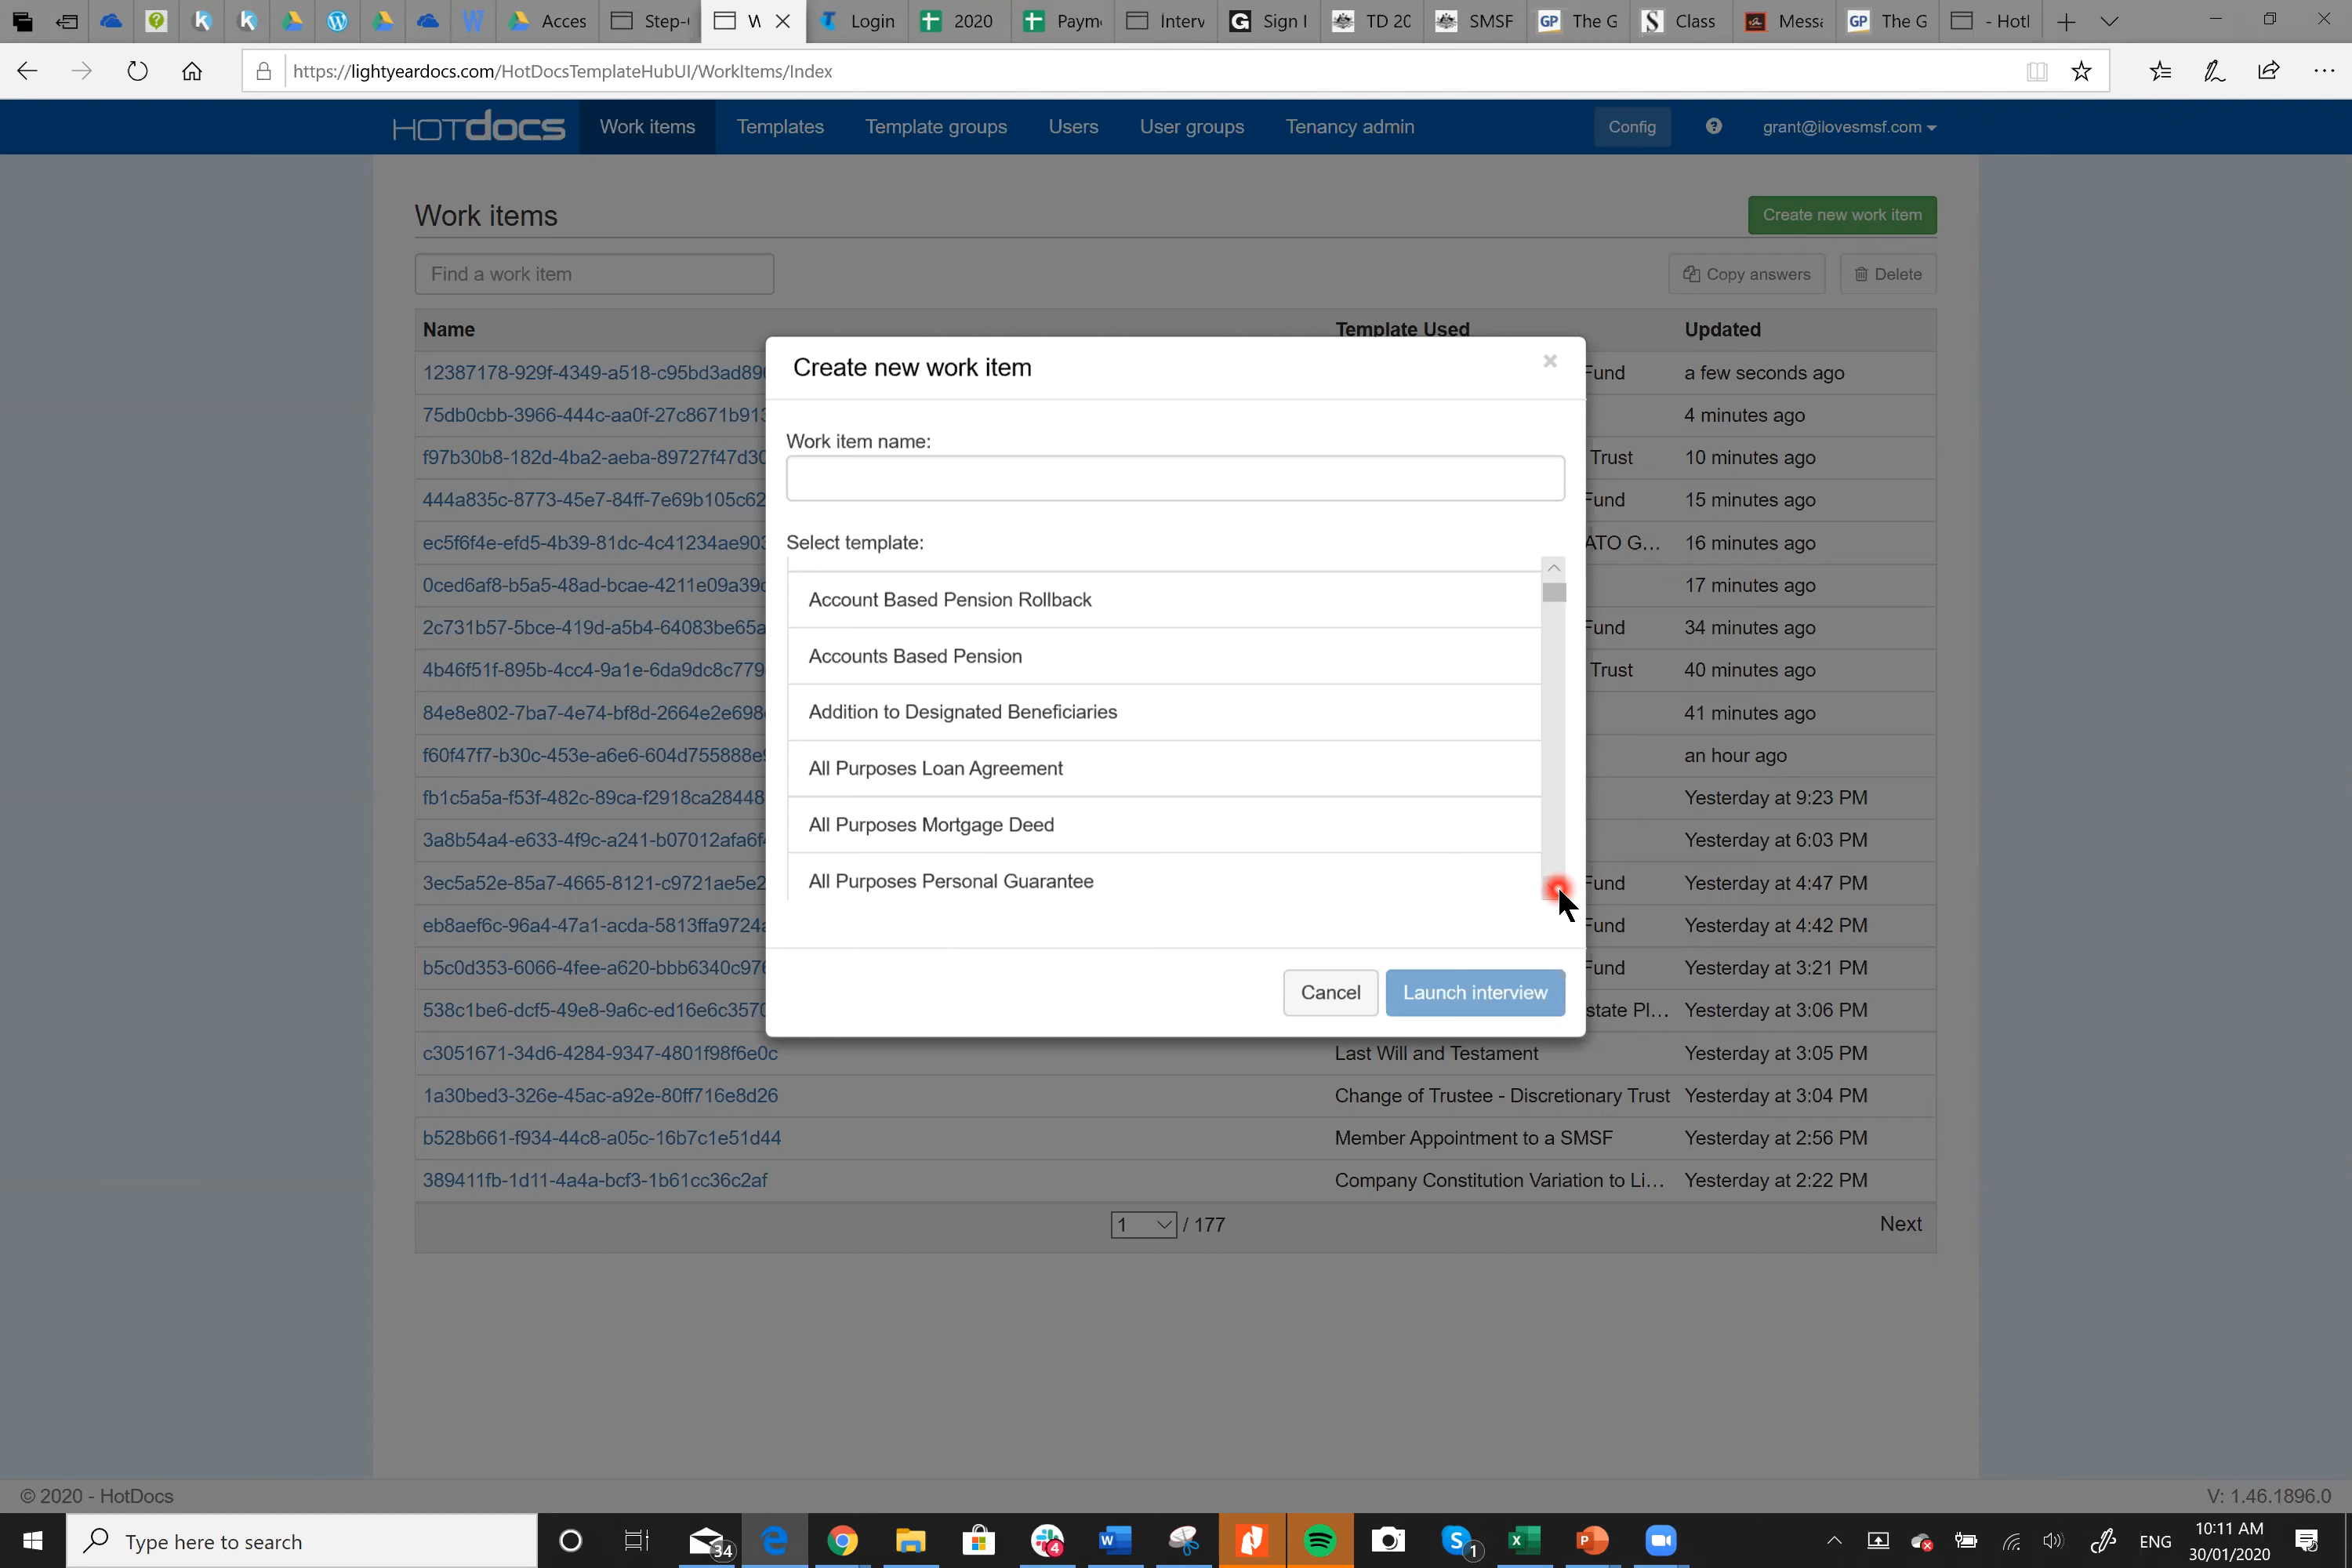 Acces
Step-
W
Login
2020
Payme
Interv
Sign I
TD 20
SMSF
The G
Class
Messa
The G
- Hotl
https://lightyeardocs.com/HotDocsTemplateHubUI/WorkItems/Index
HOTdocs
Work items
Templates
Template groups
Users
User groups
Tenancy admin
Config
grant@ilovesmsf.com
Work items
Create new work item
Find a work item
Copy answers
Delete
Name
Template Used
Updated
12387178-929f-4349-a518-c95bd3ad89
Fund
a few seconds ago
75db0cbb-3966-444c-aa0f-27c8671b913
4 minutes ago
f97b30b8-182d-4ba2-aeba-89727f47d30
Trust
10 minutes ago
444a835c-8773-45e7-84ff-7e69b105c62
Fund
15 minutes ago
ec5f6f4e-efd5-4b39-81dc-4c41234ae903
ATO G...
16 minutes ago
0ced6af8-b5a5-48ad-bcae-4211e09a39c
17 minutes ago
2c731b57-5bce-419d-a5b4-64083be65a
Fund
34 minutes ago
4b46f51f-895b-4cc4-9a1e-6da9dc8c779
Trust
40 minutes ago
84e8e802-7ba7-4e74-bf8d-2664e2e698
41 minutes ago
f60f47f7-b30c-453e-a6e6-604d755888e
an hour ago
fb1c5a5a-f53f-482c-89ca-f2918ca28448
Yesterday at 9:23 PM
3a8b54a4-e633-4f9c-a241-b07012afa6f
Yesterday at 6:03 PM
3ec5a52e-85a7-4665-8121-c9721ae5e2
Fund
Yesterday at 4:47 PM
eb8aef6c-96a4-47a1-acda-5813ffa9724
Fund
Yesterday at 4:42 PM
b5c0d353-6066-4fee-a620-bbb6340c976
Fund
Yesterday at 3:21 PM
538c1be6-dcf5-49e8-9a6c-ed16e6c3570
state Pl...
Yesterday at 3:06 PM
c3051671-34d6-4284-9347-4801f98f6e0c
Last Will and Testament
Yesterday at 3:05 PM
1a30bed3-326e-45ac-a92e-80ff716e8d26
Change of Trustee - Discretionary Trust
Yesterday at 3:04 PM
b528b661-f934-44c8-a05c-16b7c1e51d44
Member Appointment to a SMSF
Yesterday at 2:56 PM
389411fb-1d11-4a4a-bcf3-1b61cc36c2af
Company Constitution Variation to Li...
Yesterday at 2:22 PM
1 / 177
Next
Create new work item
Work item name:
Select template:
Account Based Pension Rollback
Accounts Based Pension
Addition to Designated Beneficiaries
All Purposes Loan Agreement
All Purposes Mortgage Deed
All Purposes Personal Guarantee
Cancel
Launch interview
© 2020 - HotDocs
V: 1.46.1896.0
Type here to search
34
4
1
ENG
10:11 AM
30/01/2020